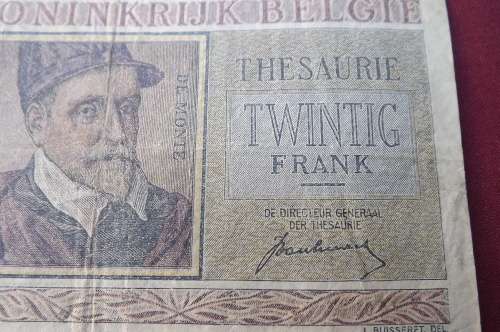 ONINKRIJK BELGIE
THESAURIE
TWINTIG
FRANK
DE MONTE
DE DIRECTEUR GENERAAL
DER THESAURIE
BUISSERET. DEL.